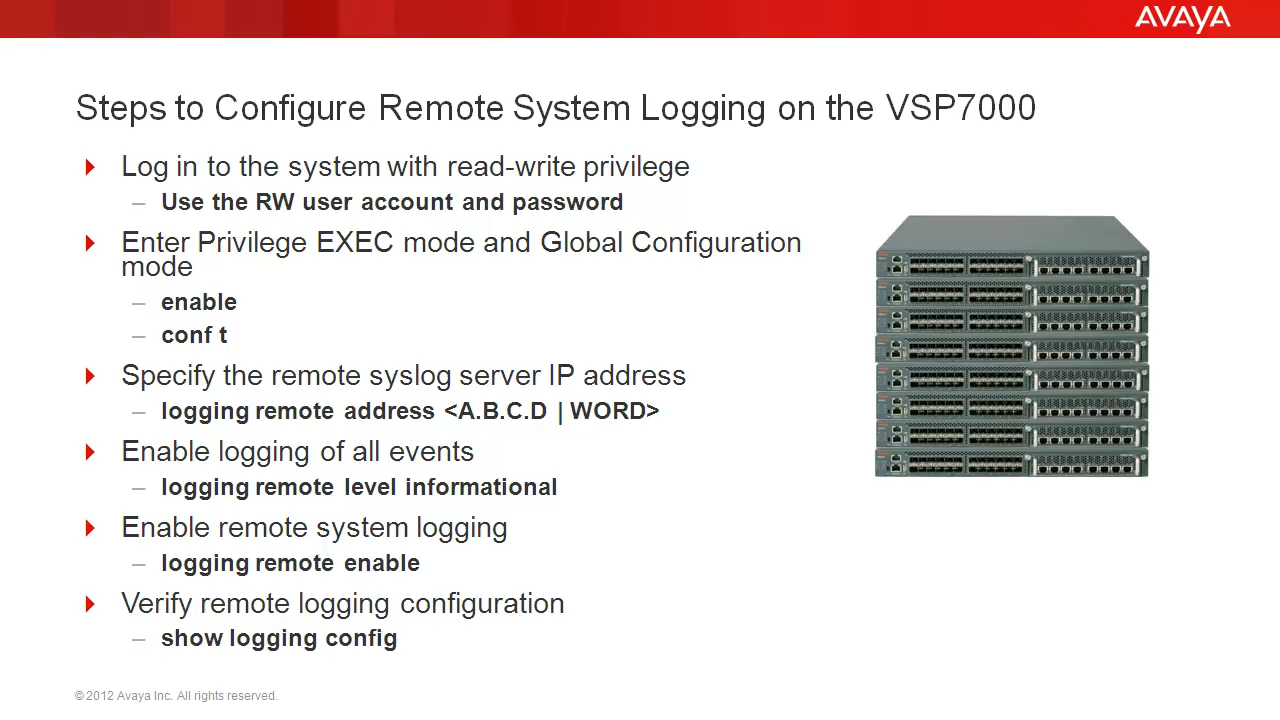 AVAYA
Steps to Configure Remote System Logging on the VSP7000
Log in to the system with read-write privilege
– Use the RW user account and password
Enter Privilege EXEC mode and Global Configuration
mode
– enable
– conf t
Specify the remote syslog server IP address
– logging remote address <A.B.C.D | WORD>
Enable logging of all events
– logging remote level informational
Enable remote system logging
– logging remote enable
Verify remote logging configuration
– show logging config
© 2012 Avaya Inc. All rights reserved.